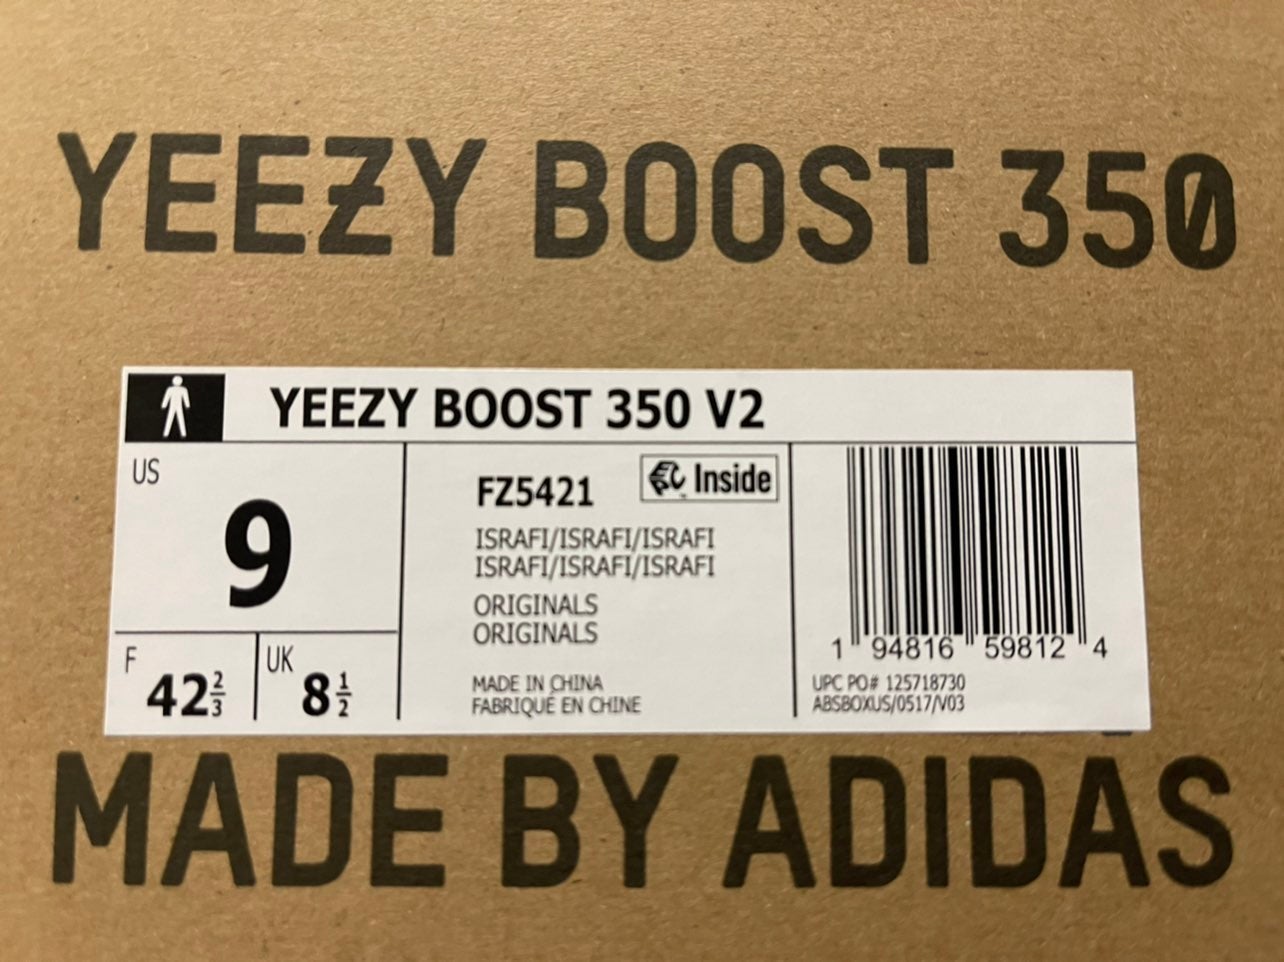 YEEZY BOOST 350
YEEZY BOOST 350 V2
US
9
F
42 2/3
UK
8 1/2
FZ5421
Inside
ISRAFI/ISRAFI/ISRAFI
ISRAFI/ISRAFI/ISRAFI
ORIGINALS
ORIGINALS
MADE IN CHINA
FABRIQUÉ EN CHINE
1 94816 59812 4
UPC PO# 125718730
ABSBOXUS/0517/V03
MADE BY ADIDAS